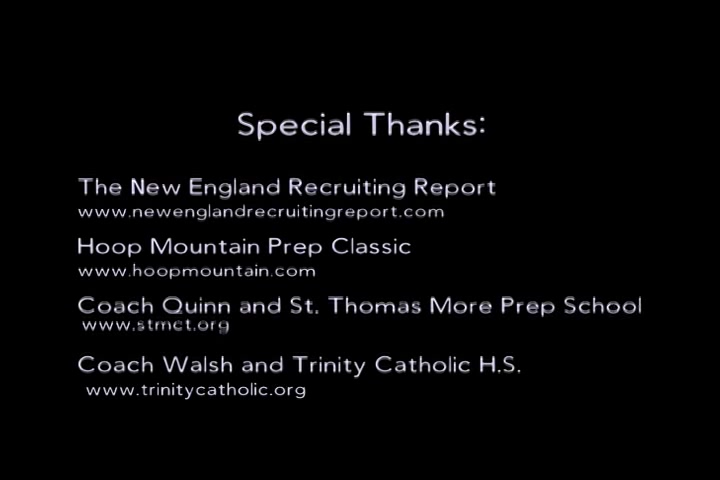 Special Thanks:
The New England Recruiting Report
www.newenglandrecruitingreport.com
Hoop Mountain Prep Classic
www.hoopmountain.com
Coach Quinn and St. Thomas More Prep School
www.stmct.org
Coach Walsh and Trinity Catholic H.S.
www.trinitycatholic.org